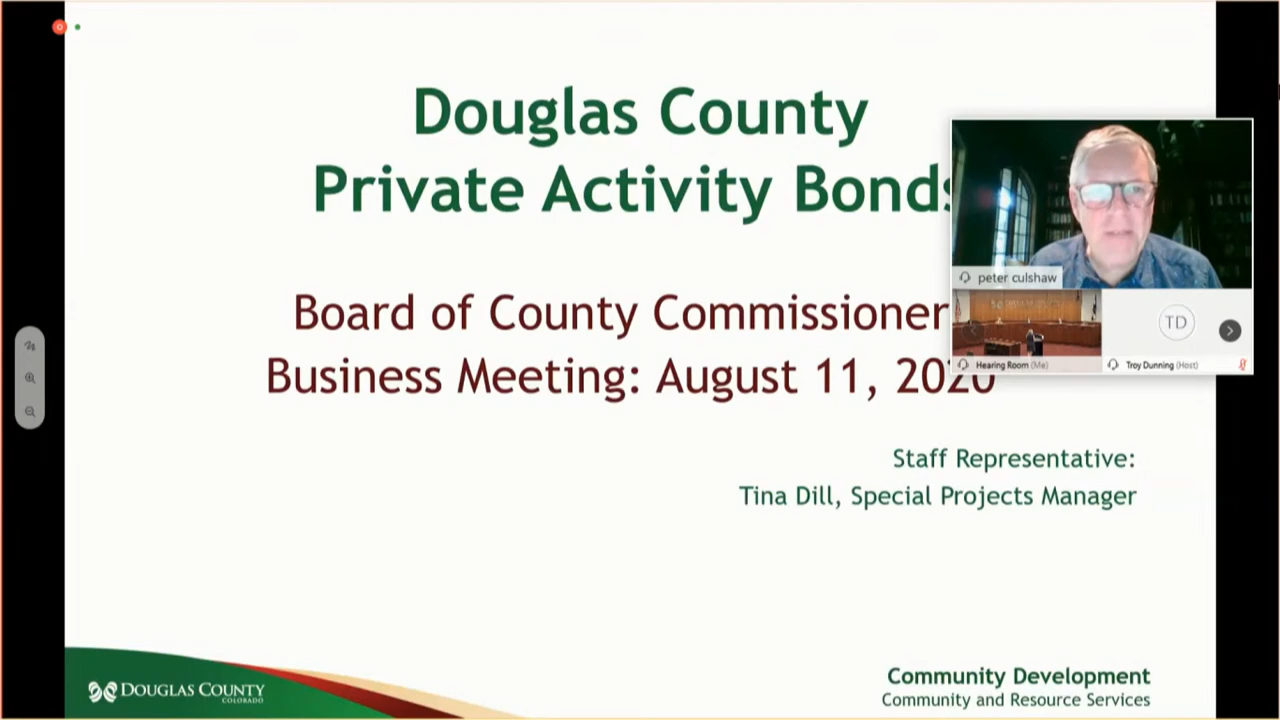 Douglas County
Private Activity Bonds
Board of County Commissioner
Business Meeting: August 11, 2020
Staff Representative:
Tina Dill, Special Projects Manager
peter culshaw
TD
Hearing Room (Me)
Troy Dunning (Host)
DOUGLAS COUNTY
COLORADO
Community Development
Community and Resource Services